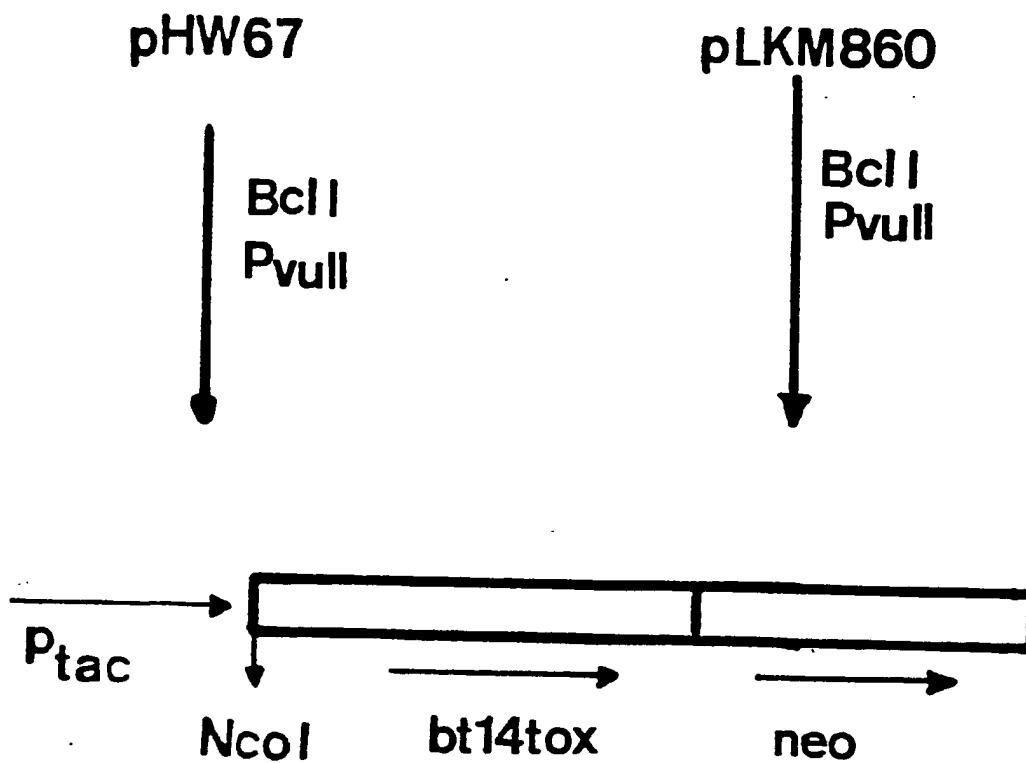 pHW67
pLKM860
BclI
PvuII
BclI
PvuII
Ptac
NcoI
bt14tox
neo